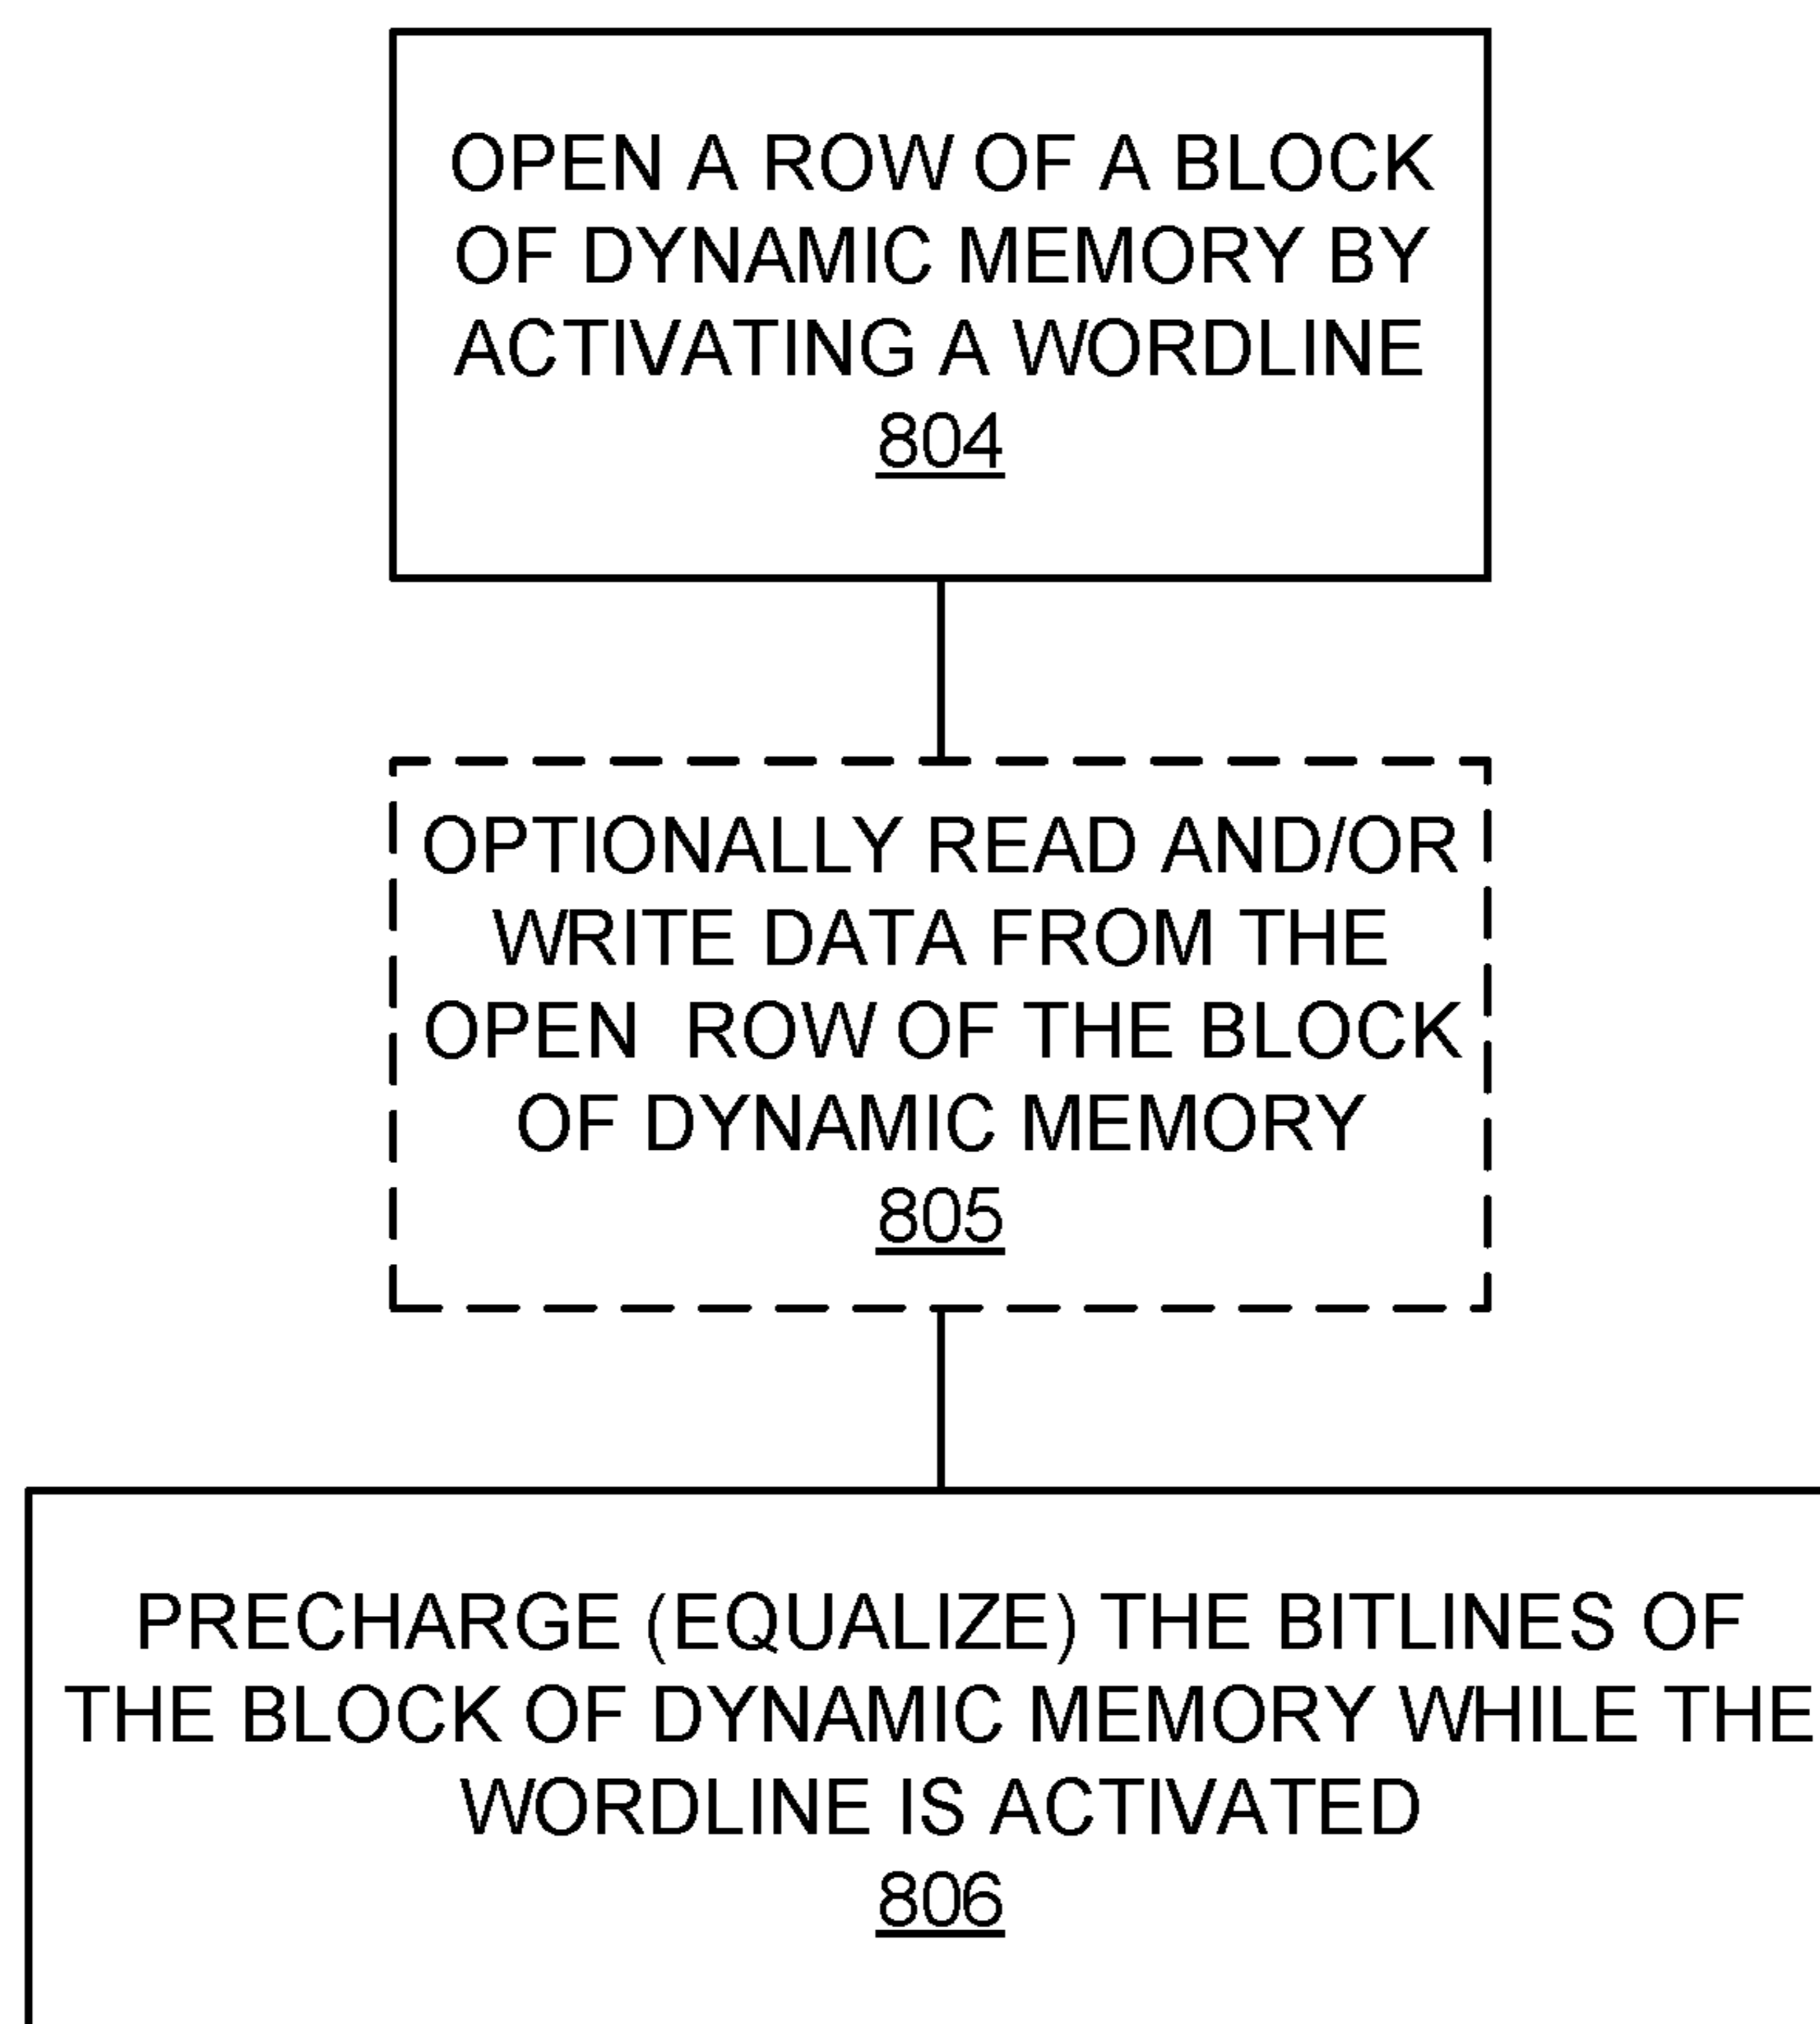 OPEN A ROW OF A BLOCK
OF DYNAMIC MEMORY BY
ACTIVATING A WORDLINE
804
OPTIONALLY READ AND/OR
WRITE DATA FROM THE
OPEN ROW OF THE BLOCK
OF DYNAMIC MEMORY
805
PRECHARGE (EQUALIZE) THE BITLINES OF
THE BLOCK OF DYNAMIC MEMORY WHILE THE
WORDLINE IS ACTIVATED
806